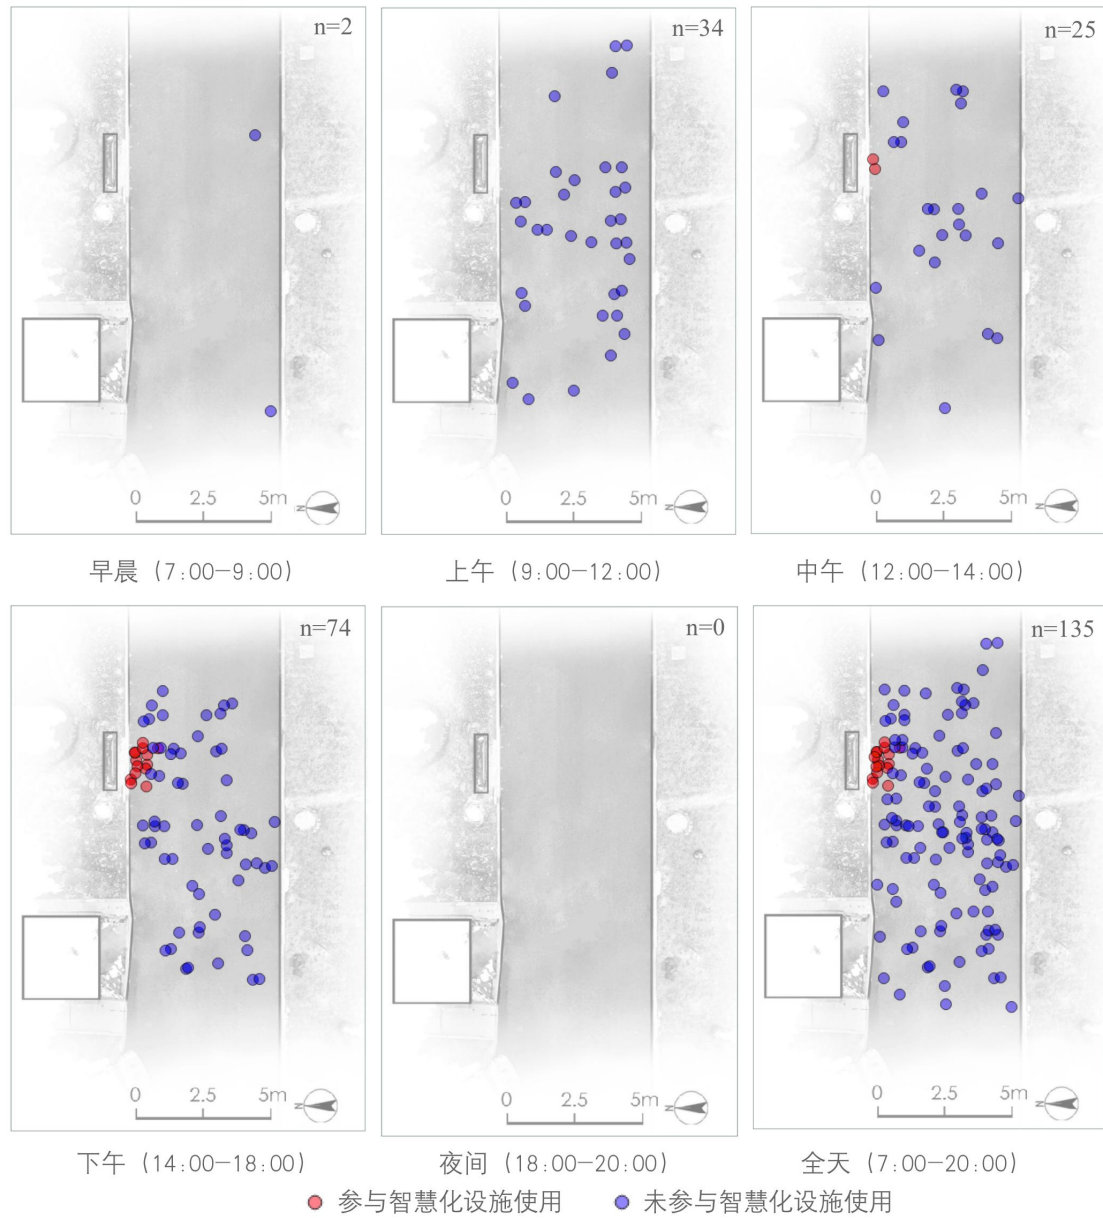 n=2
n=34
n=25
0 2.5 5m N
0 2.5 5m N
0 2.5 5m N
早晨 (7:00—9:00)
上午 (9:00—12:00)
中午 (12:00—14:00)
n=74
n=0
n=135
0 2.5 5m N
0 2.5 5m N
0 2.5 5m N
下午 (14:00—18:00)
夜间 (18:00—20:00)
全天 (7:00—20:00)
参与智慧化设施使用 未参与智慧化设施使用